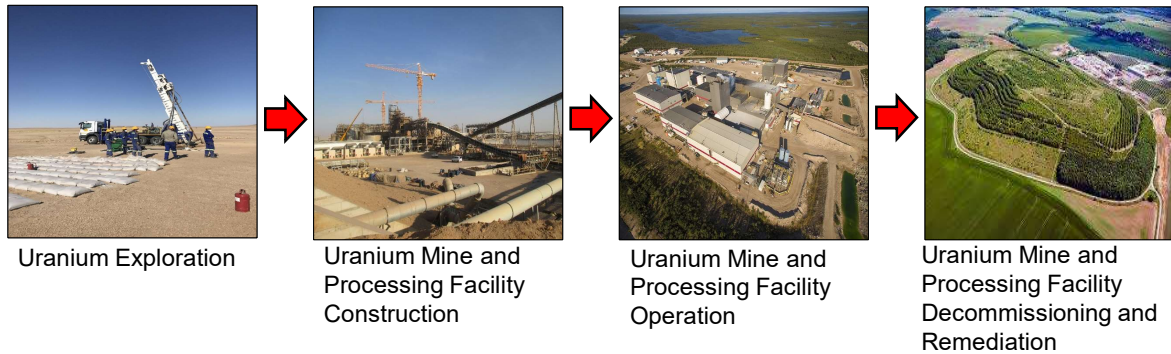 Uranium Exploration
Uranium Mine and
Processing Facility
Construction
Uranium Mine and
Processing Facility
Operation
Uranium Mine and
Processing Facility
Decommissioning and
Remediation